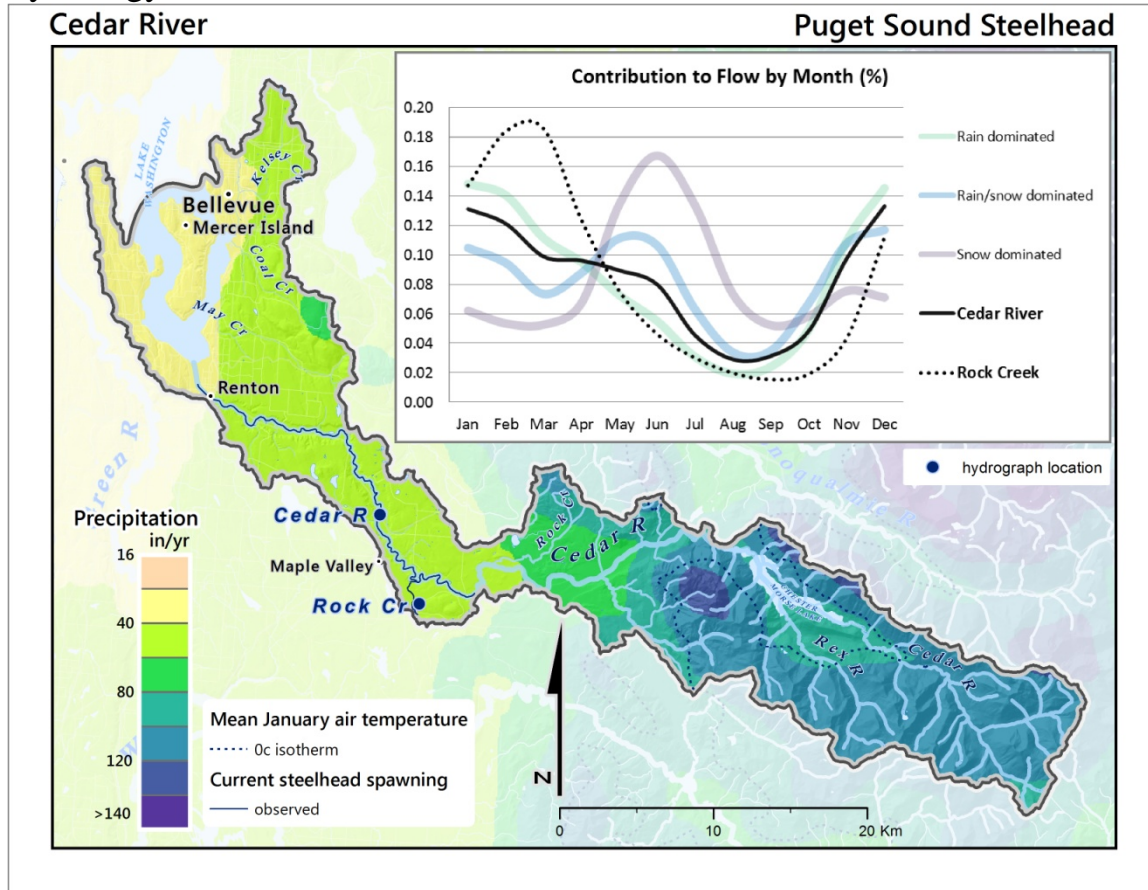 Cedar River
Puget Sound Steelhead
Contribution to Flow by Month (%)
0.20
0.18
0.16
0.14
0.12
0.10
0.08
0.06
0.04
0.02
0.00
Jan Feb Mar Apr May Jun Jul Aug Sep Oct Nov Dec
Rain dominated
Rain/snow dominated
Snow dominated
Cedar River
Rock Creek
hydrograph location
LAKE
WASHINGTON
Kelsey Cr
Bellevue
Mercer Island
Coal Cr
May Cr
Renton
Green R
Cedar R
Maple Valley
Rock Cr
Rock Cr
Cedar R
CHESTER
MORSE LAKE
Rex R
Cedar R
Precipitation
in/yr
16
40
80
120
>140
Mean January air temperature
0c isotherm
Current steelhead spawning
observed
N
0 10 20 Km